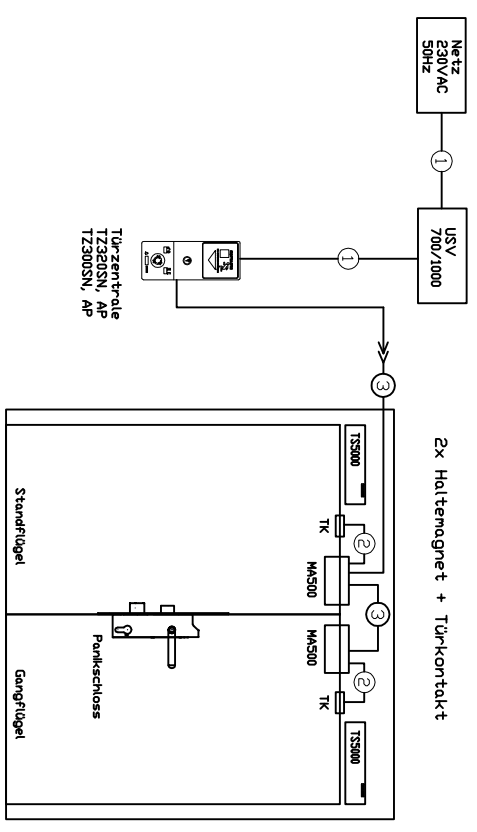 2x Haltemagnet + Türkontakt
Netz
230VAC
50Hz
1
USV
700/1000
1
Türzentrale
TZ320SN, AP
TZ300SN, AP
3
TS5000
TK
2
MA500
3
MA500
2
TK
TS5000
Standflügel
Panikschloss
Gangflügel